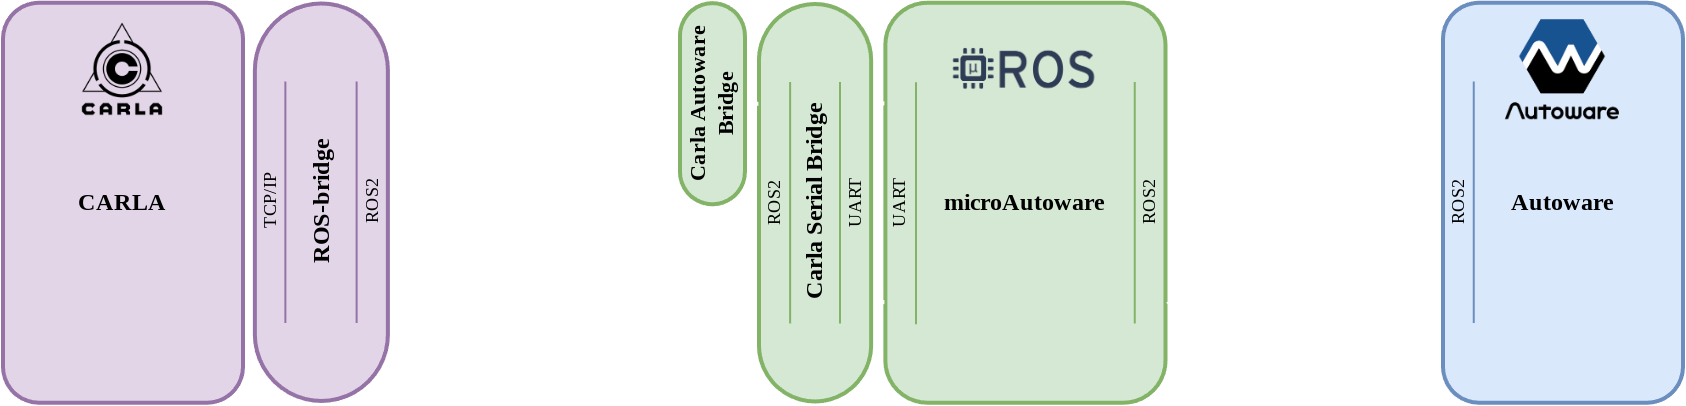 CARLA
CARLA
TCP/IP
ROS-bridge
ROS2
Carla Autoware
Bridge
ROS2
Carla Serial Bridge
UART
UART
µROS
microAutoware
ROS2
ROS2
Autoware
Autoware